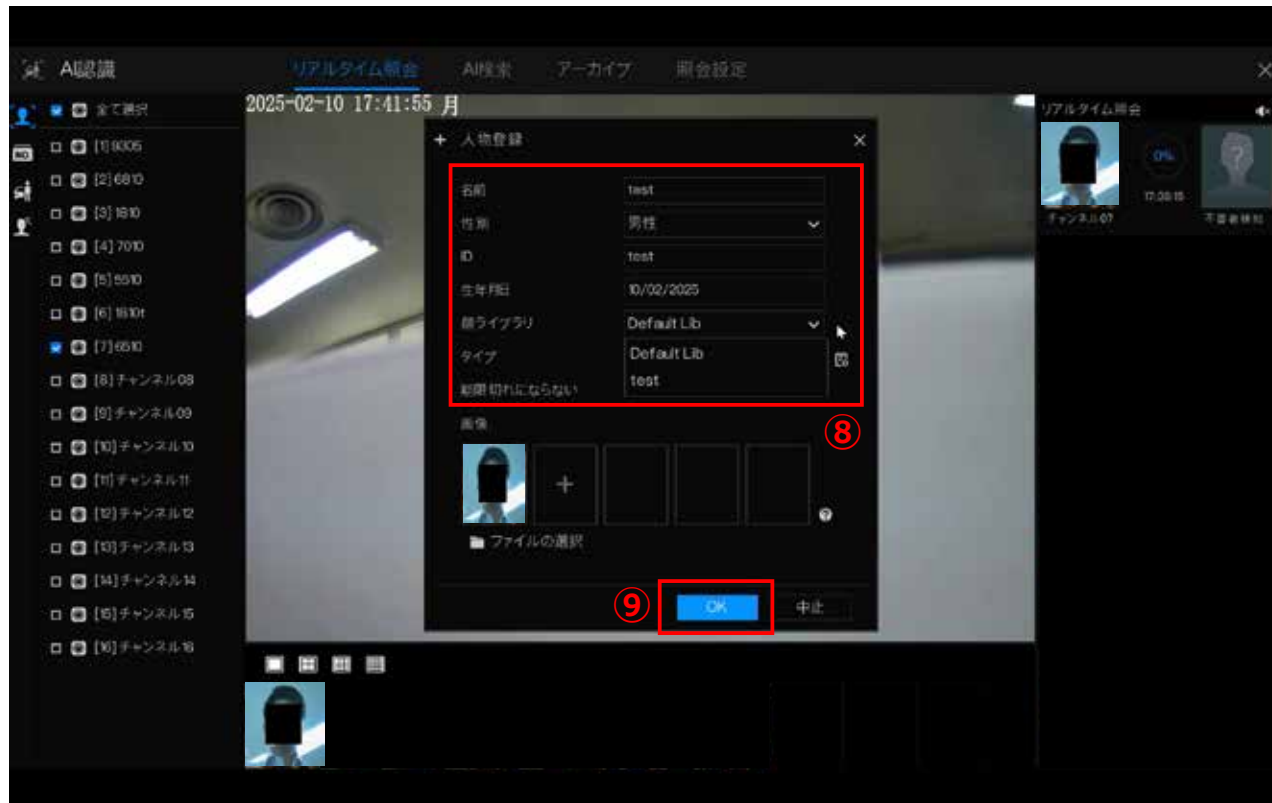 AI認識
リアルタイム照会 AI検索 アーカイブ 照会設定 ×
全て選択
[1] 9006
[2] 6810
[3] 1810
[4] 7010
[5] 5510
[6] 1810t
[7] 6510
[8] チャンネル08
[9] チャンネル09
[10] チャンネル10
[11] チャンネル11
[12] チャンネル12
[13] チャンネル13
[14] チャンネル14
[15] チャンネル15
[16] チャンネル16
NO.
2025-02-10 17:41:55 月
+ 人物登録 ×
名前 test
性別 男性
ID test
生年月日 10/02/2025
顔ライブラリ Default Lib
タイプ Default Lib
test
期限切れにならない
⑧
画像
+
?
ファイルの選択
⑨ OK 中止
リアルタイム照会
0%
?
チャンネル07 不審者検知